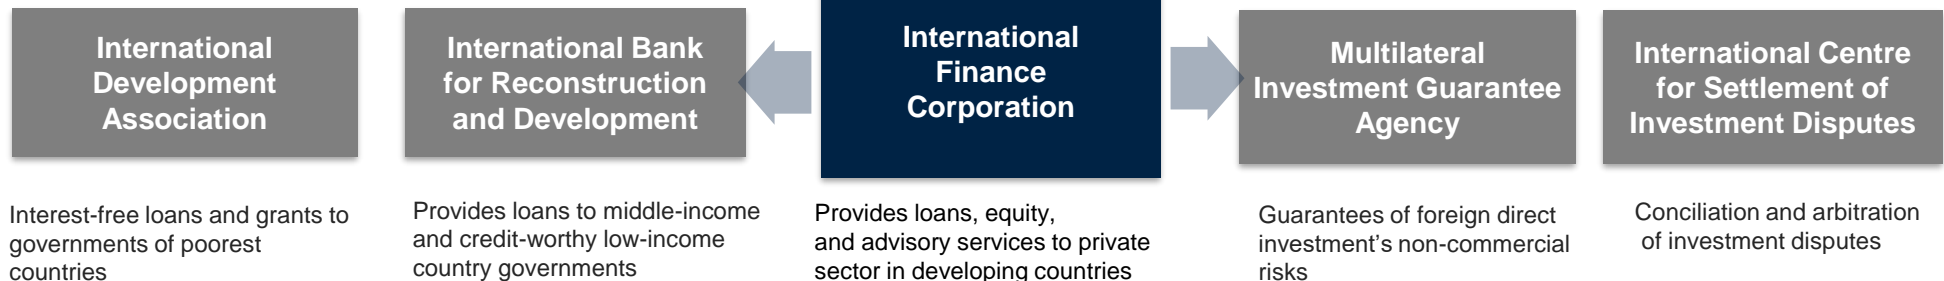 International
Development
Association
International Bank
for Reconstruction
and Development
International
Finance
Corporation
Multilateral
Investment Guarantee
Agency
International Centre
for Settlement of
Investment Disputes
Interest-free loans and grants to
governments of poorest
countries
Provides loans to middle-income
and credit-worthy low-income
country governments
Provides loans, equity,
and advisory services to private
sector in developing countries
Guarantees of foreign direct
investment’s non-commercial
risks
Conciliation and arbitration
of investment disputes